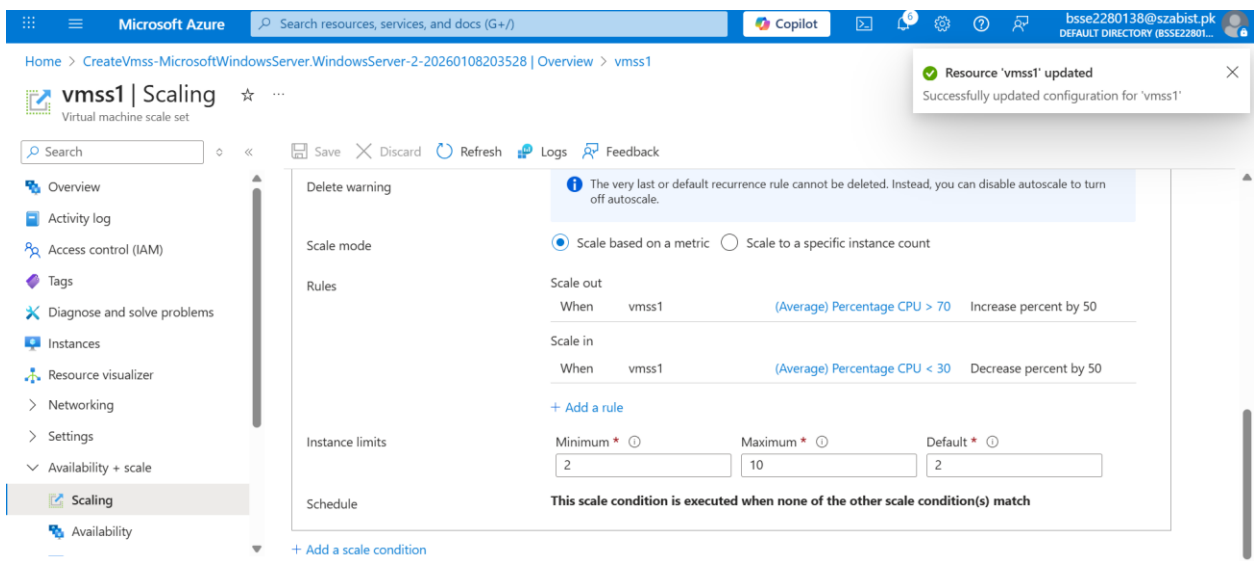 Microsoft Azure
Search resources, services, and docs (G+/)
Copilot
6
bsse2280138@szabist.pk
DEFAULT DIRECTORY (BSSE22801...
Home > CreateVmss-MicrosoftWindowsServer.WindowsServer-2-20260108203528 | Overview > vmss1
Resource 'vmss1' updated
Successfully updated configuration for 'vmss1'
vmss1 | Scaling
Virtual machine scale set
Search
Save
Discard
Refresh
Logs
Feedback
Overview
Activity log
Access control (IAM)
Tags
Diagnose and solve problems
Instances
Resource visualizer
Networking
Settings
Availability + scale
Scaling
Availability
Delete warning
The very last or default recurrence rule cannot be deleted. Instead, you can disable autoscale to turn
off autoscale.
Scale mode
Scale based on a metric
Scale to a specific instance count
Rules
Scale out
When vmss1 (Average) Percentage CPU > 70 Increase percent by 50
Scale in
When vmss1 (Average) Percentage CPU < 30 Decrease percent by 50
+ Add a rule
Instance limits
Minimum * Maximum * Default *
2 10 2
Schedule
This scale condition is executed when none of the other scale condition(s) match
+ Add a scale condition